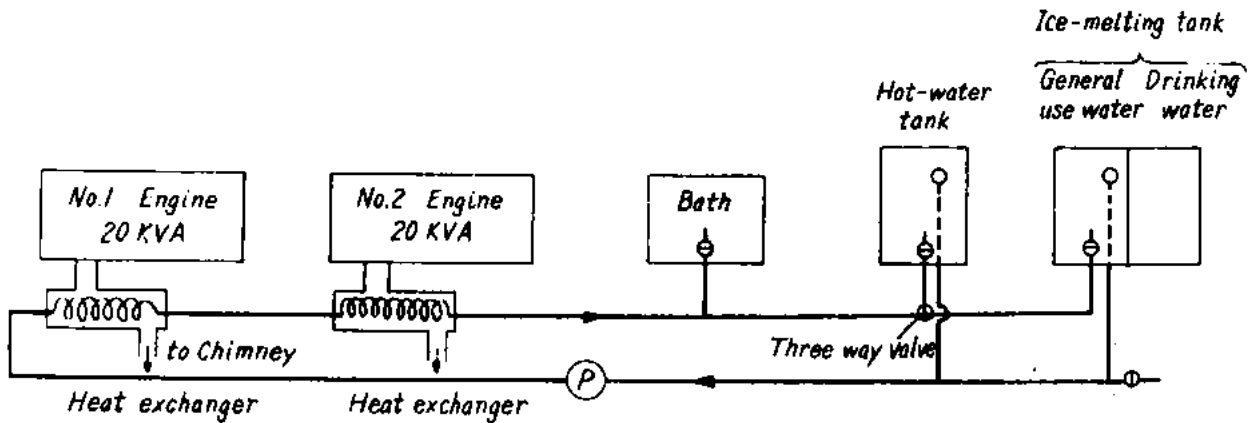 Ice-melting tank
General Drinking
use water water
Hot-water
tank
No.1 Engine
20 KVA
No.2 Engine
20 KVA
Bath
Three way valve
to Chimney
P
Heat exchanger
Heat exchanger